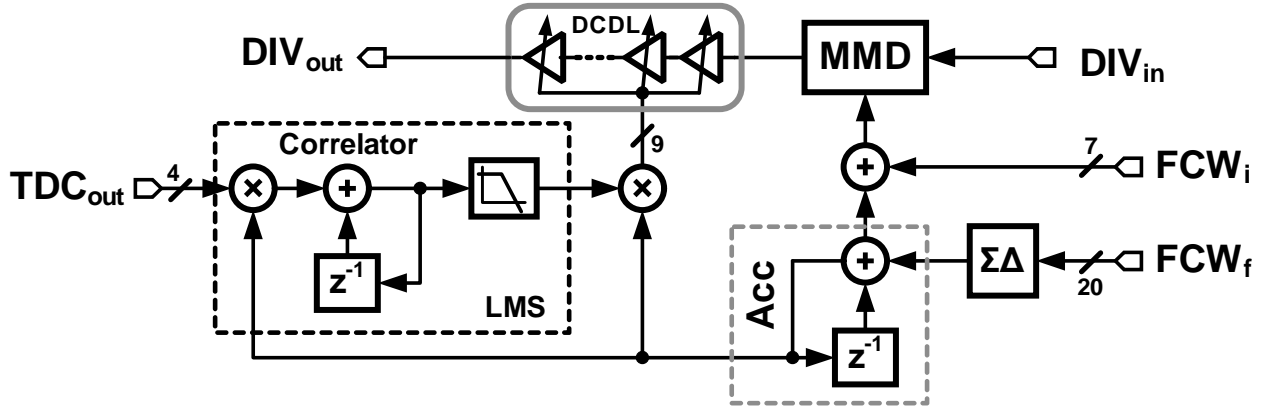 DCDL
DIVout
MMD
DIVin
9
Correlator
7
FCWi
TDCout
4
×
+
×
+
+
ΣΔ
FCWf
20
z-1
LMS
Acc
z-1